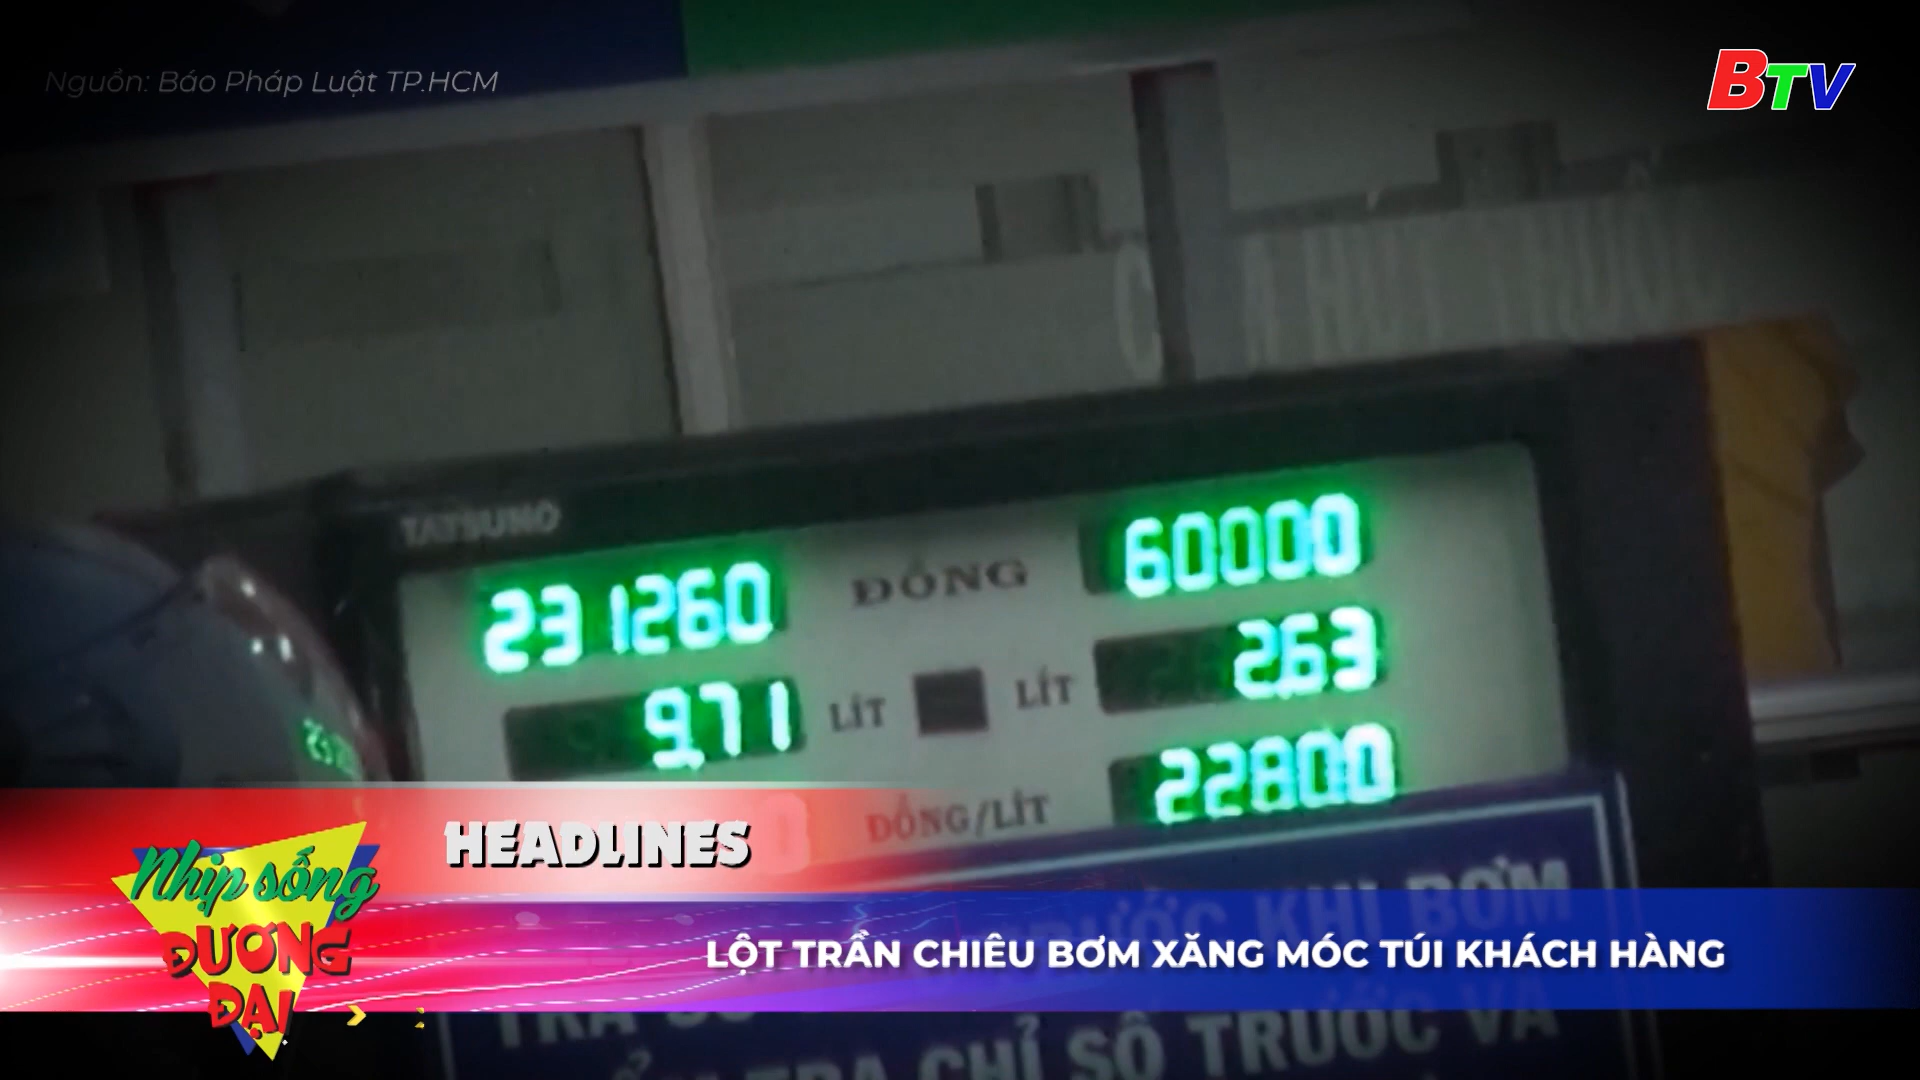 Nguồn: Báo Pháp Luật TP.HCM
BTV
TATSUNO
231260 ĐỒNG 60000
9.71 LÍT LÍT 2.63
ĐỒNG/LÍT 22800
HEADLINES
Nhịp sống
ĐƯƠNG
ĐẠI
TRƯỚC KHI BƠM
LỘT TRẦN CHIÊU BƠM XĂNG MÓC TÚI KHÁCH HÀNG
TRA CHỈ SỐ TRƯỚC VÀ